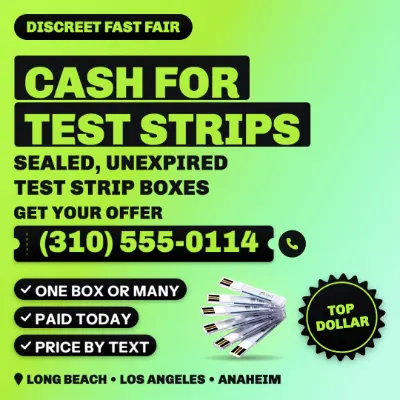 DISCREET FAST FAIR
CASH FOR
TEST STRIPS
SEALED, UNEXPIRED
TEST STRIP BOXES
GET YOUR OFFER
(310) 555-0114
ONE BOX OR MANY
PAID TODAY
PRICE BY TEXT
TOP
DOLLAR
LONG BEACH • LOS ANGELES • ANAHEIM